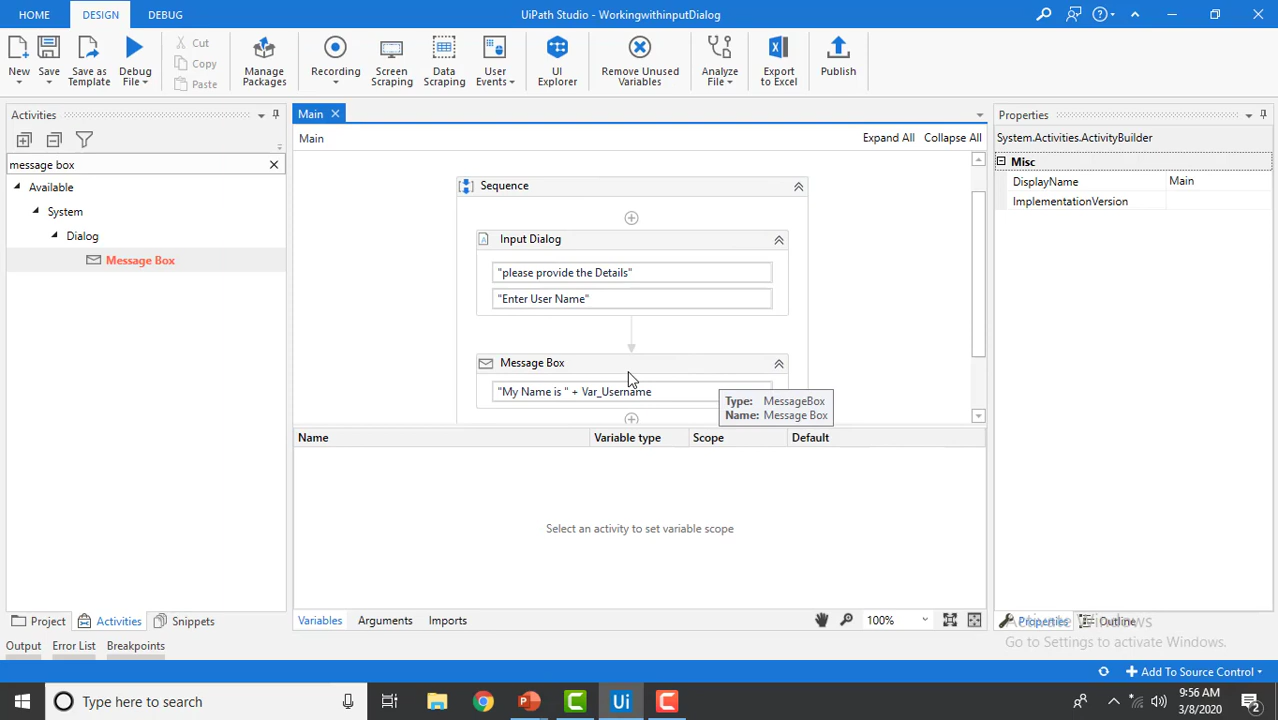 HOME DESIGN DEBUG UiPath Studio - WorkingwithinputDialog
New Save Save as Template Debug File Cut Copy Paste Manage Packages Recording Screen Scraping Data Scraping User Events UI Explorer Remove Unused Variables Analyze File Export to Excel Publish
Activities
message box
Available
System
Dialog
Message Box
Main
Main Expand All Collapse All
Sequence
Input Dialog
"please provide the Details"
"Enter User Name"
Message Box
"My Name is " + Var_Username
Type: MessageBox
Name: Message Box
Name Variable type Scope Default
Select an activity to set variable scope
Variables Arguments Imports 100%
Properties
System.Activities.ActivityBuilder
Misc
DisplayName Main
ImplementationVersion
Project Activities Snippets
Properties Outline
Activate Windows
Go to Settings to activate Windows.
Output Error List Breakpoints
Add To Source Control
Type here to search
Ui
9:56 AM
3/8/2020
2